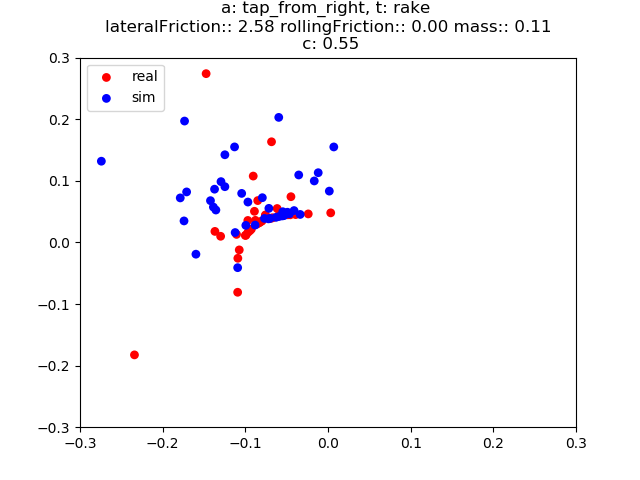 a: tap_from_right, t: rake
lateralFriction:: 2.58 rollingFriction:: 0.00 mass:: 0.11
c: 0.55
real
sim
0.3
0.2
0.1
0.0
−0.1
−0.2
−0.3
−0.3
−0.2
−0.1
0.0
0.1
0.2
0.3